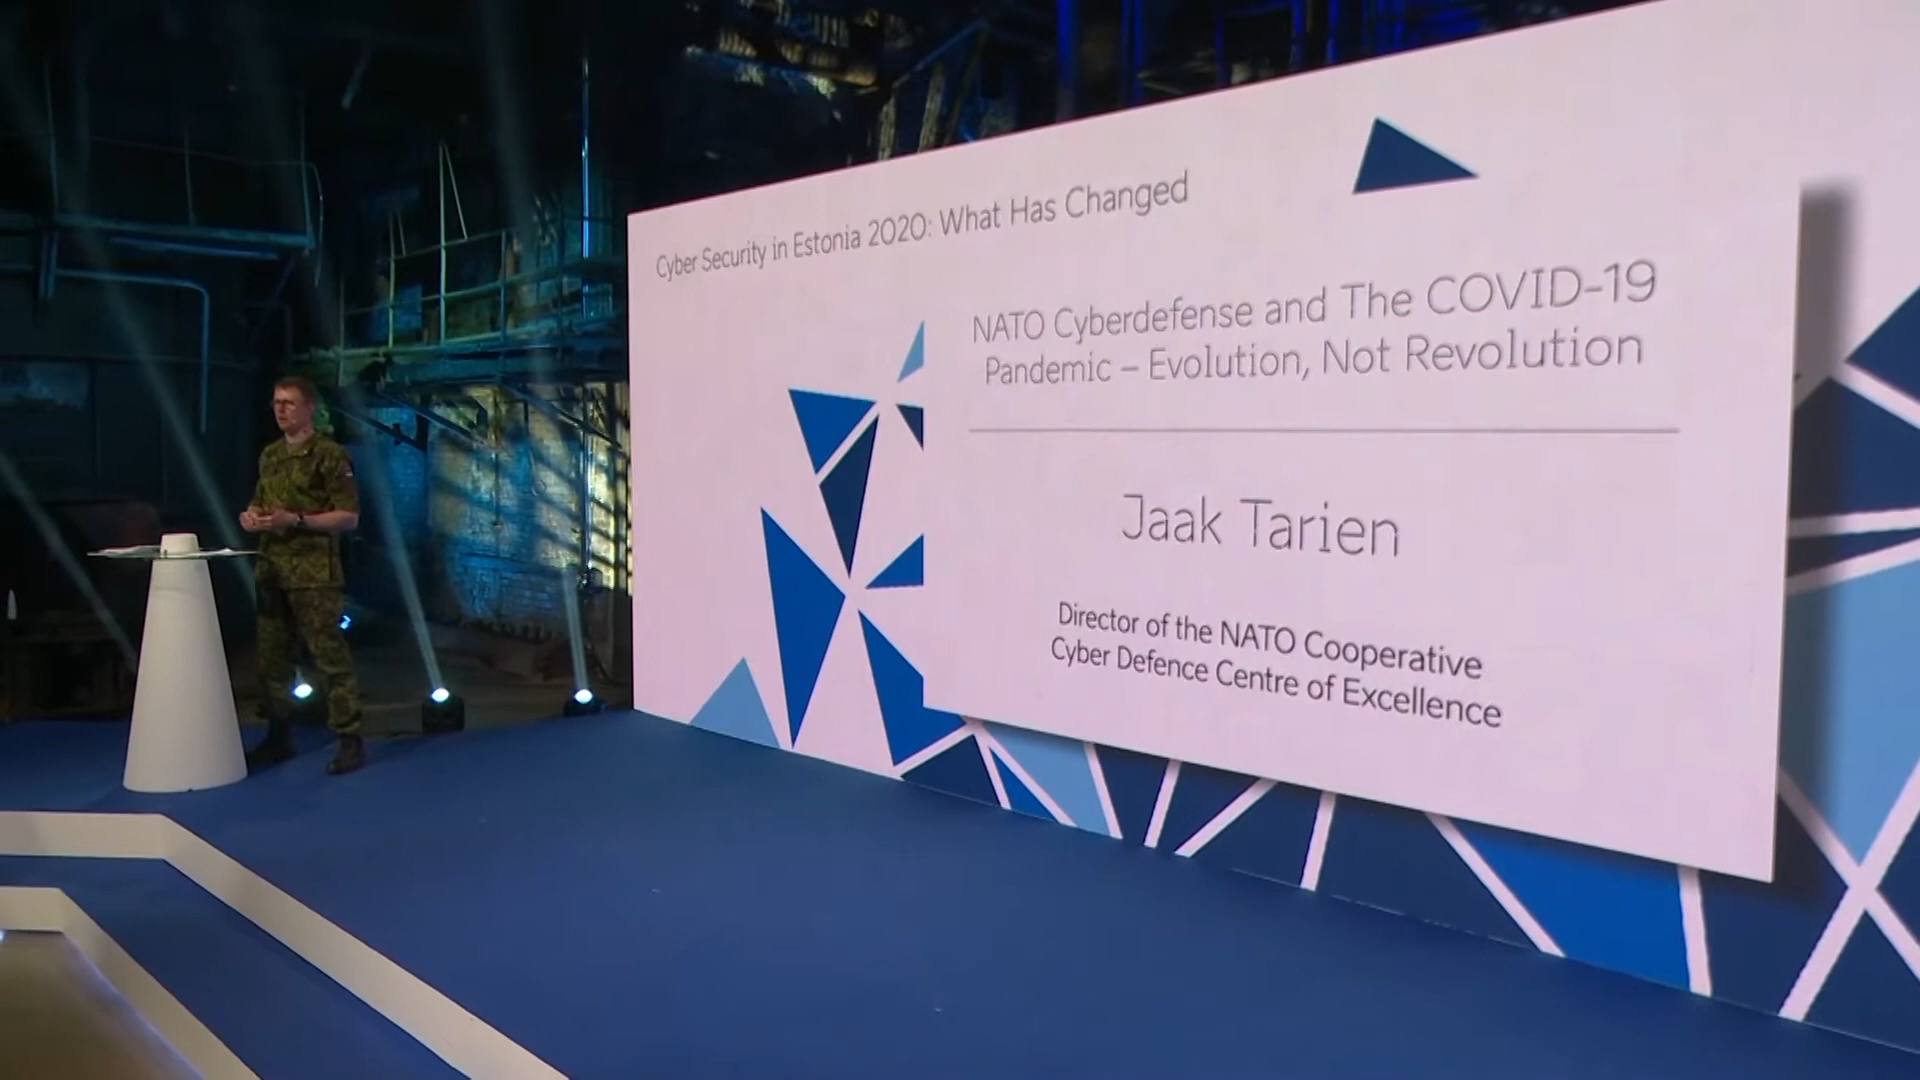 Cyber Security in Estonia 2020: What Has Changed
NATO Cyberdefense and The COVID-19
Pandemic – Evolution, Not Revolution
Jaak Tarien
Director of the NATO Cooperative
Cyber Defence Centre of Excellence